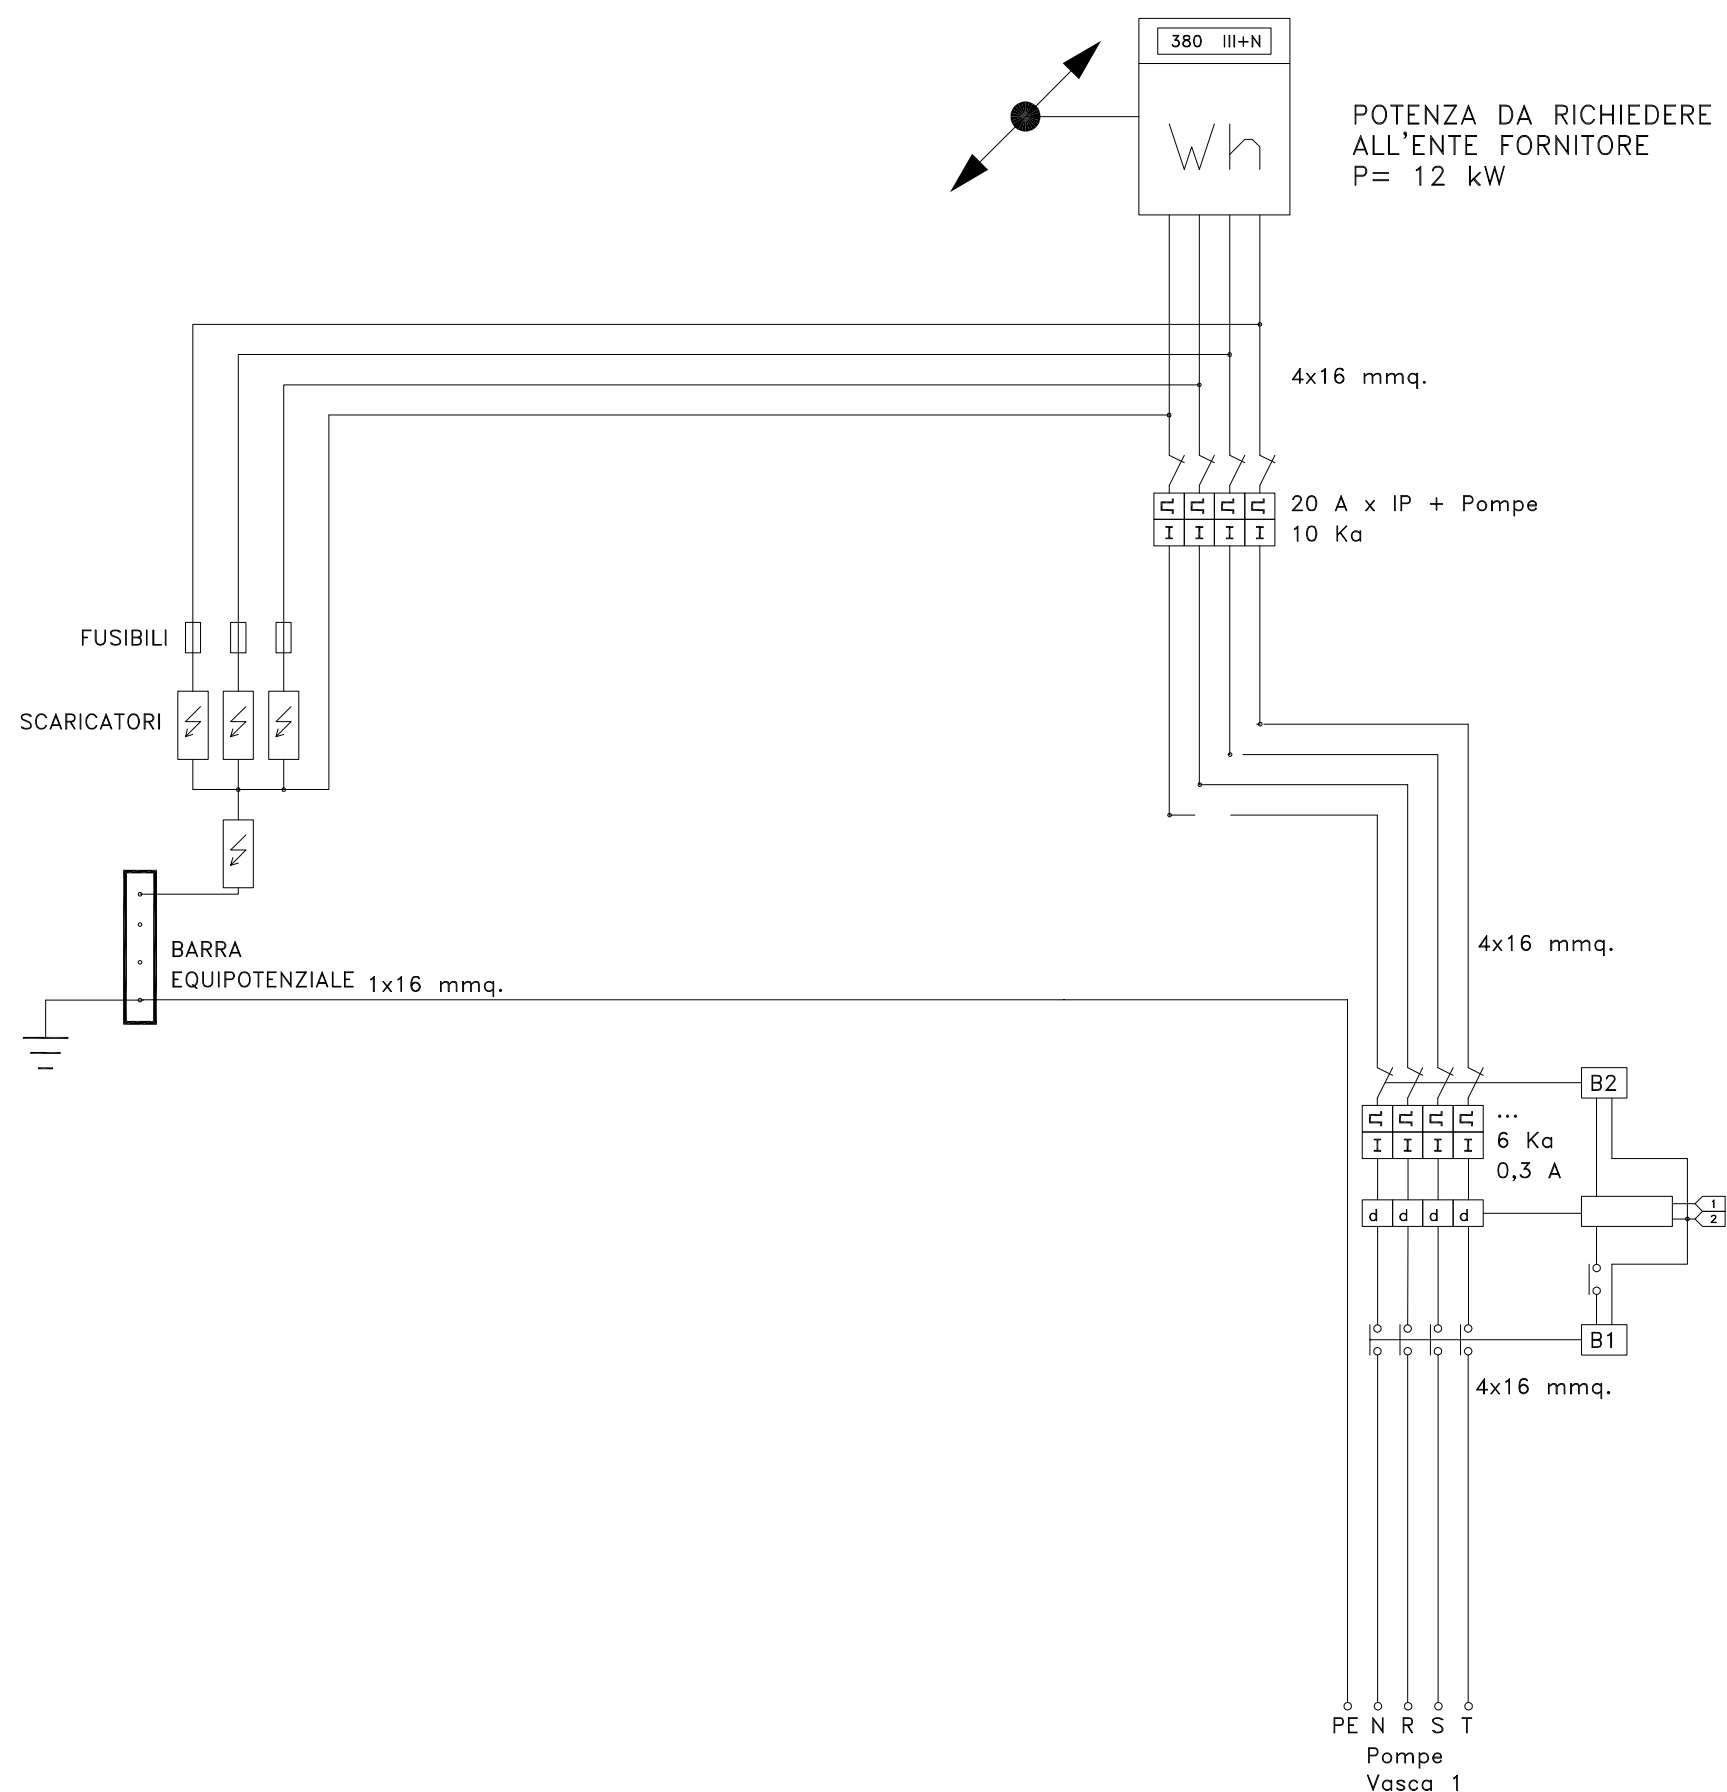 380 III+N
Wh
POTENZA DA RICHIEDERE
ALL'ENTE FORNITORE
P= 12 kW
4x16 mmq.
20 A x IP + Pompe
10 Ka
I I I I
FUSIBILI
SCARICATORI
BARRA
EQUIPOTENZIALE
1x16 mmq.
4x16 mmq.
B2
...
6 Ka
0,3 A
I I I I
d d d d
1
2
B1
4x16 mmq.
PE N R S T
Pompe
Vasca 1